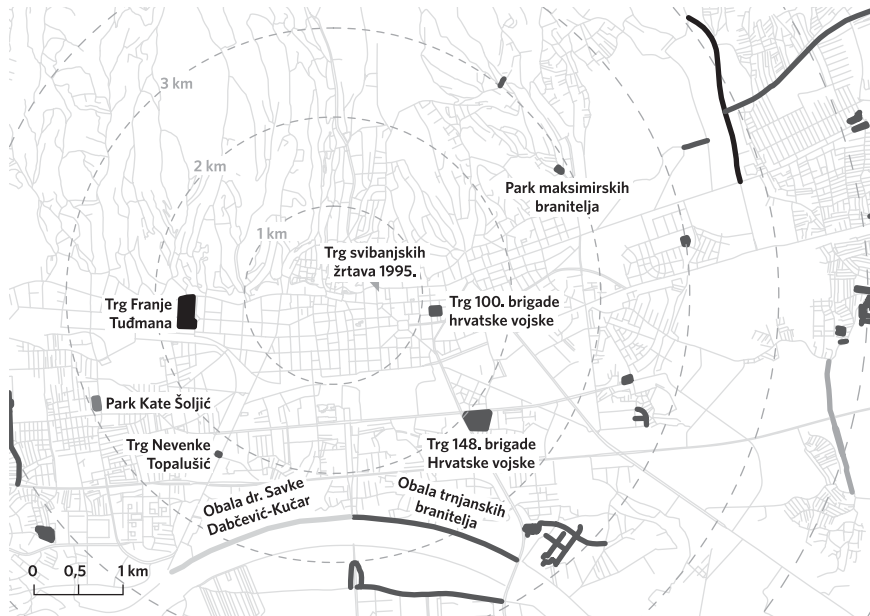 3 km
2 km
Park maksimirskih
branitelja
1 km
Trg svibanjskih
žrtava 1995.
Trg Franje
Tuđmana
Trg 100. brigade
hrvatske vojske
Park Kate Šoljić
Trg Nevenke
Topalušić
Trg 148. brigade
Hrvatske vojske
Obala dr. Savke
Dabčević-Kučar
Obala trnjanskih
branitelja
0 0,5 1 km